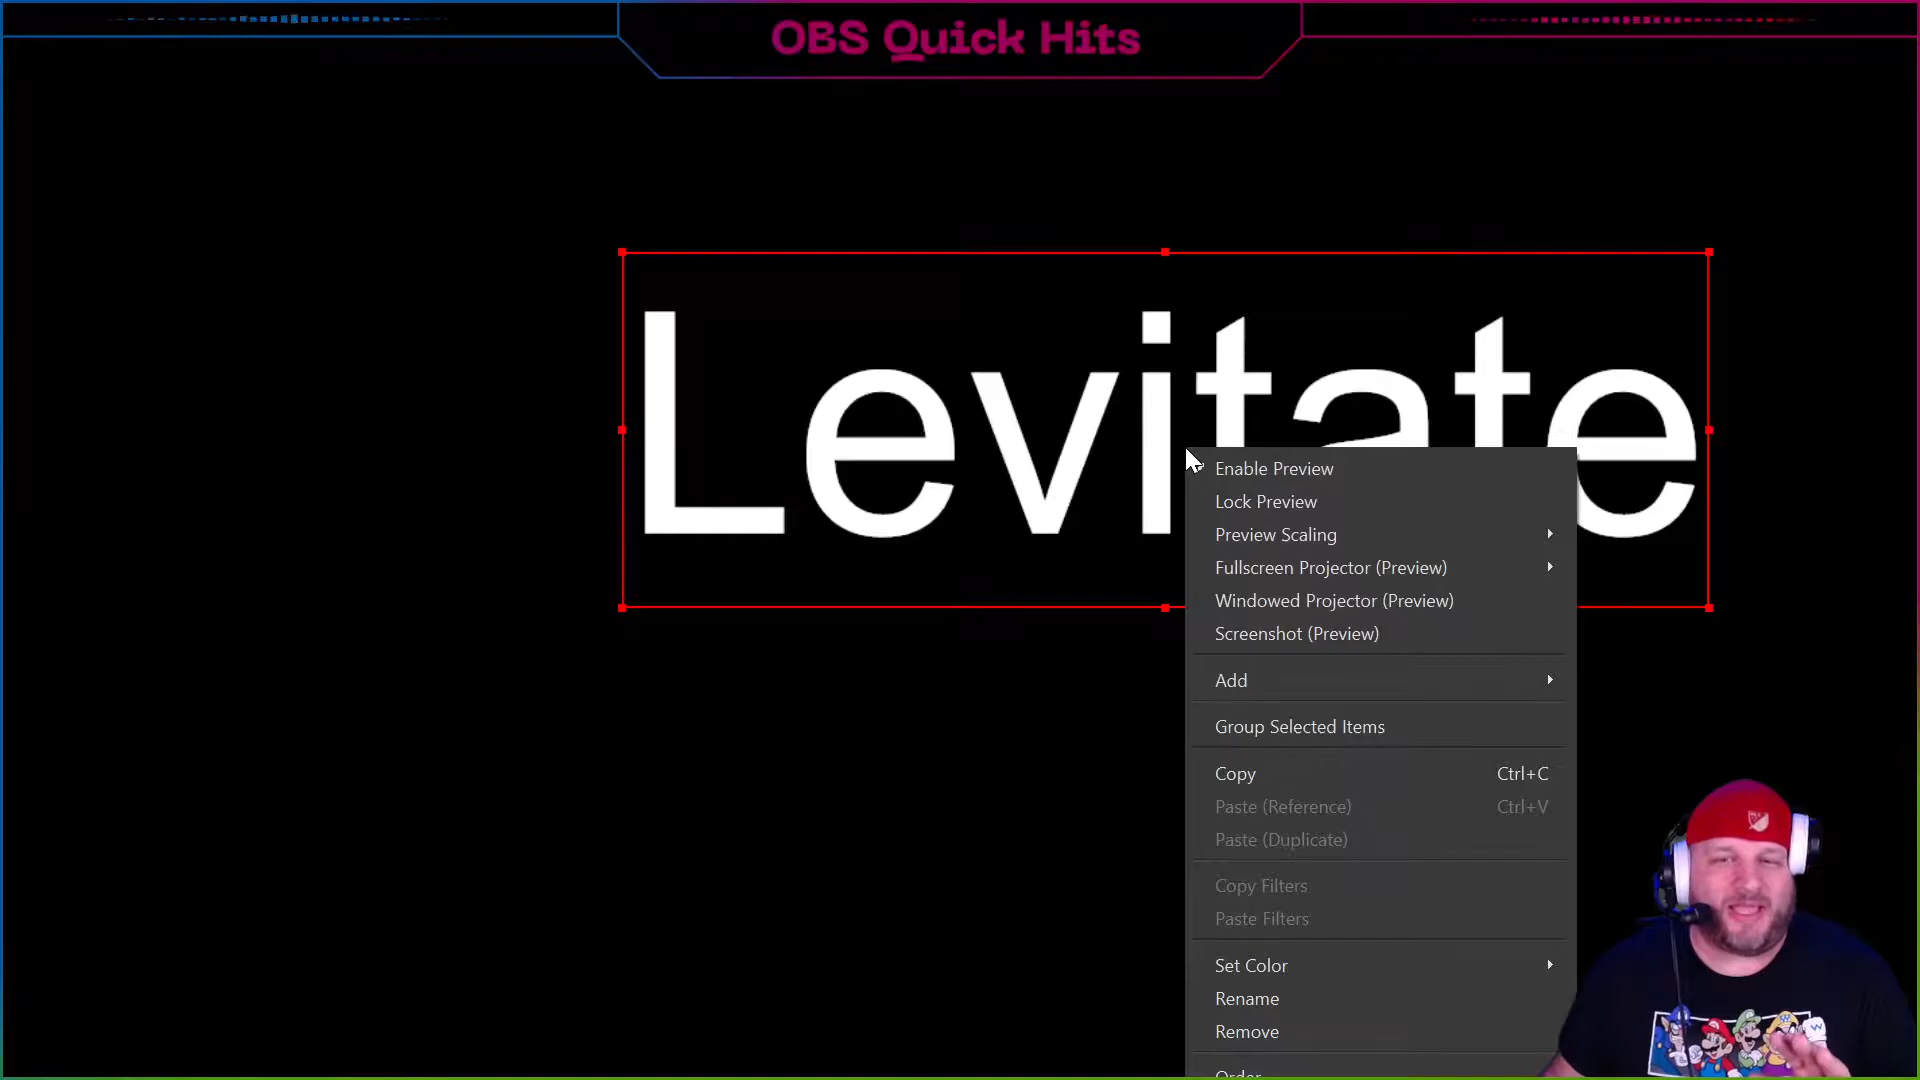 OBS Quick Hits
Levitate
Enable Preview
Lock Preview
Preview Scaling
Fullscreen Projector (Preview)
Windowed Projector (Preview)
Screenshot (Preview)
Add
Group Selected Items
Copy Ctrl+C
Paste (Reference) Ctrl+V
Paste (Duplicate)
Copy Filters
Paste Filters
Set Color
Rename
Remove
Order
W